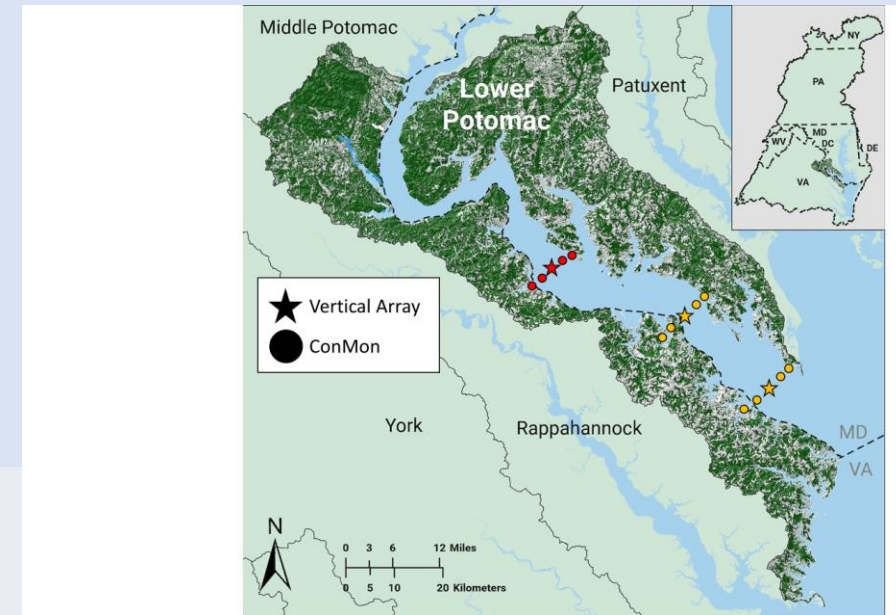 Middle Potomac
Lower
Potomac
Patuxent
NY
PA
MD
WV
DC
DE
VA
Vertical Array
ConMon
York
Rappahannock
MD
VA
N
0 3 6 12 Miles
0 5 10 20 Kilometers